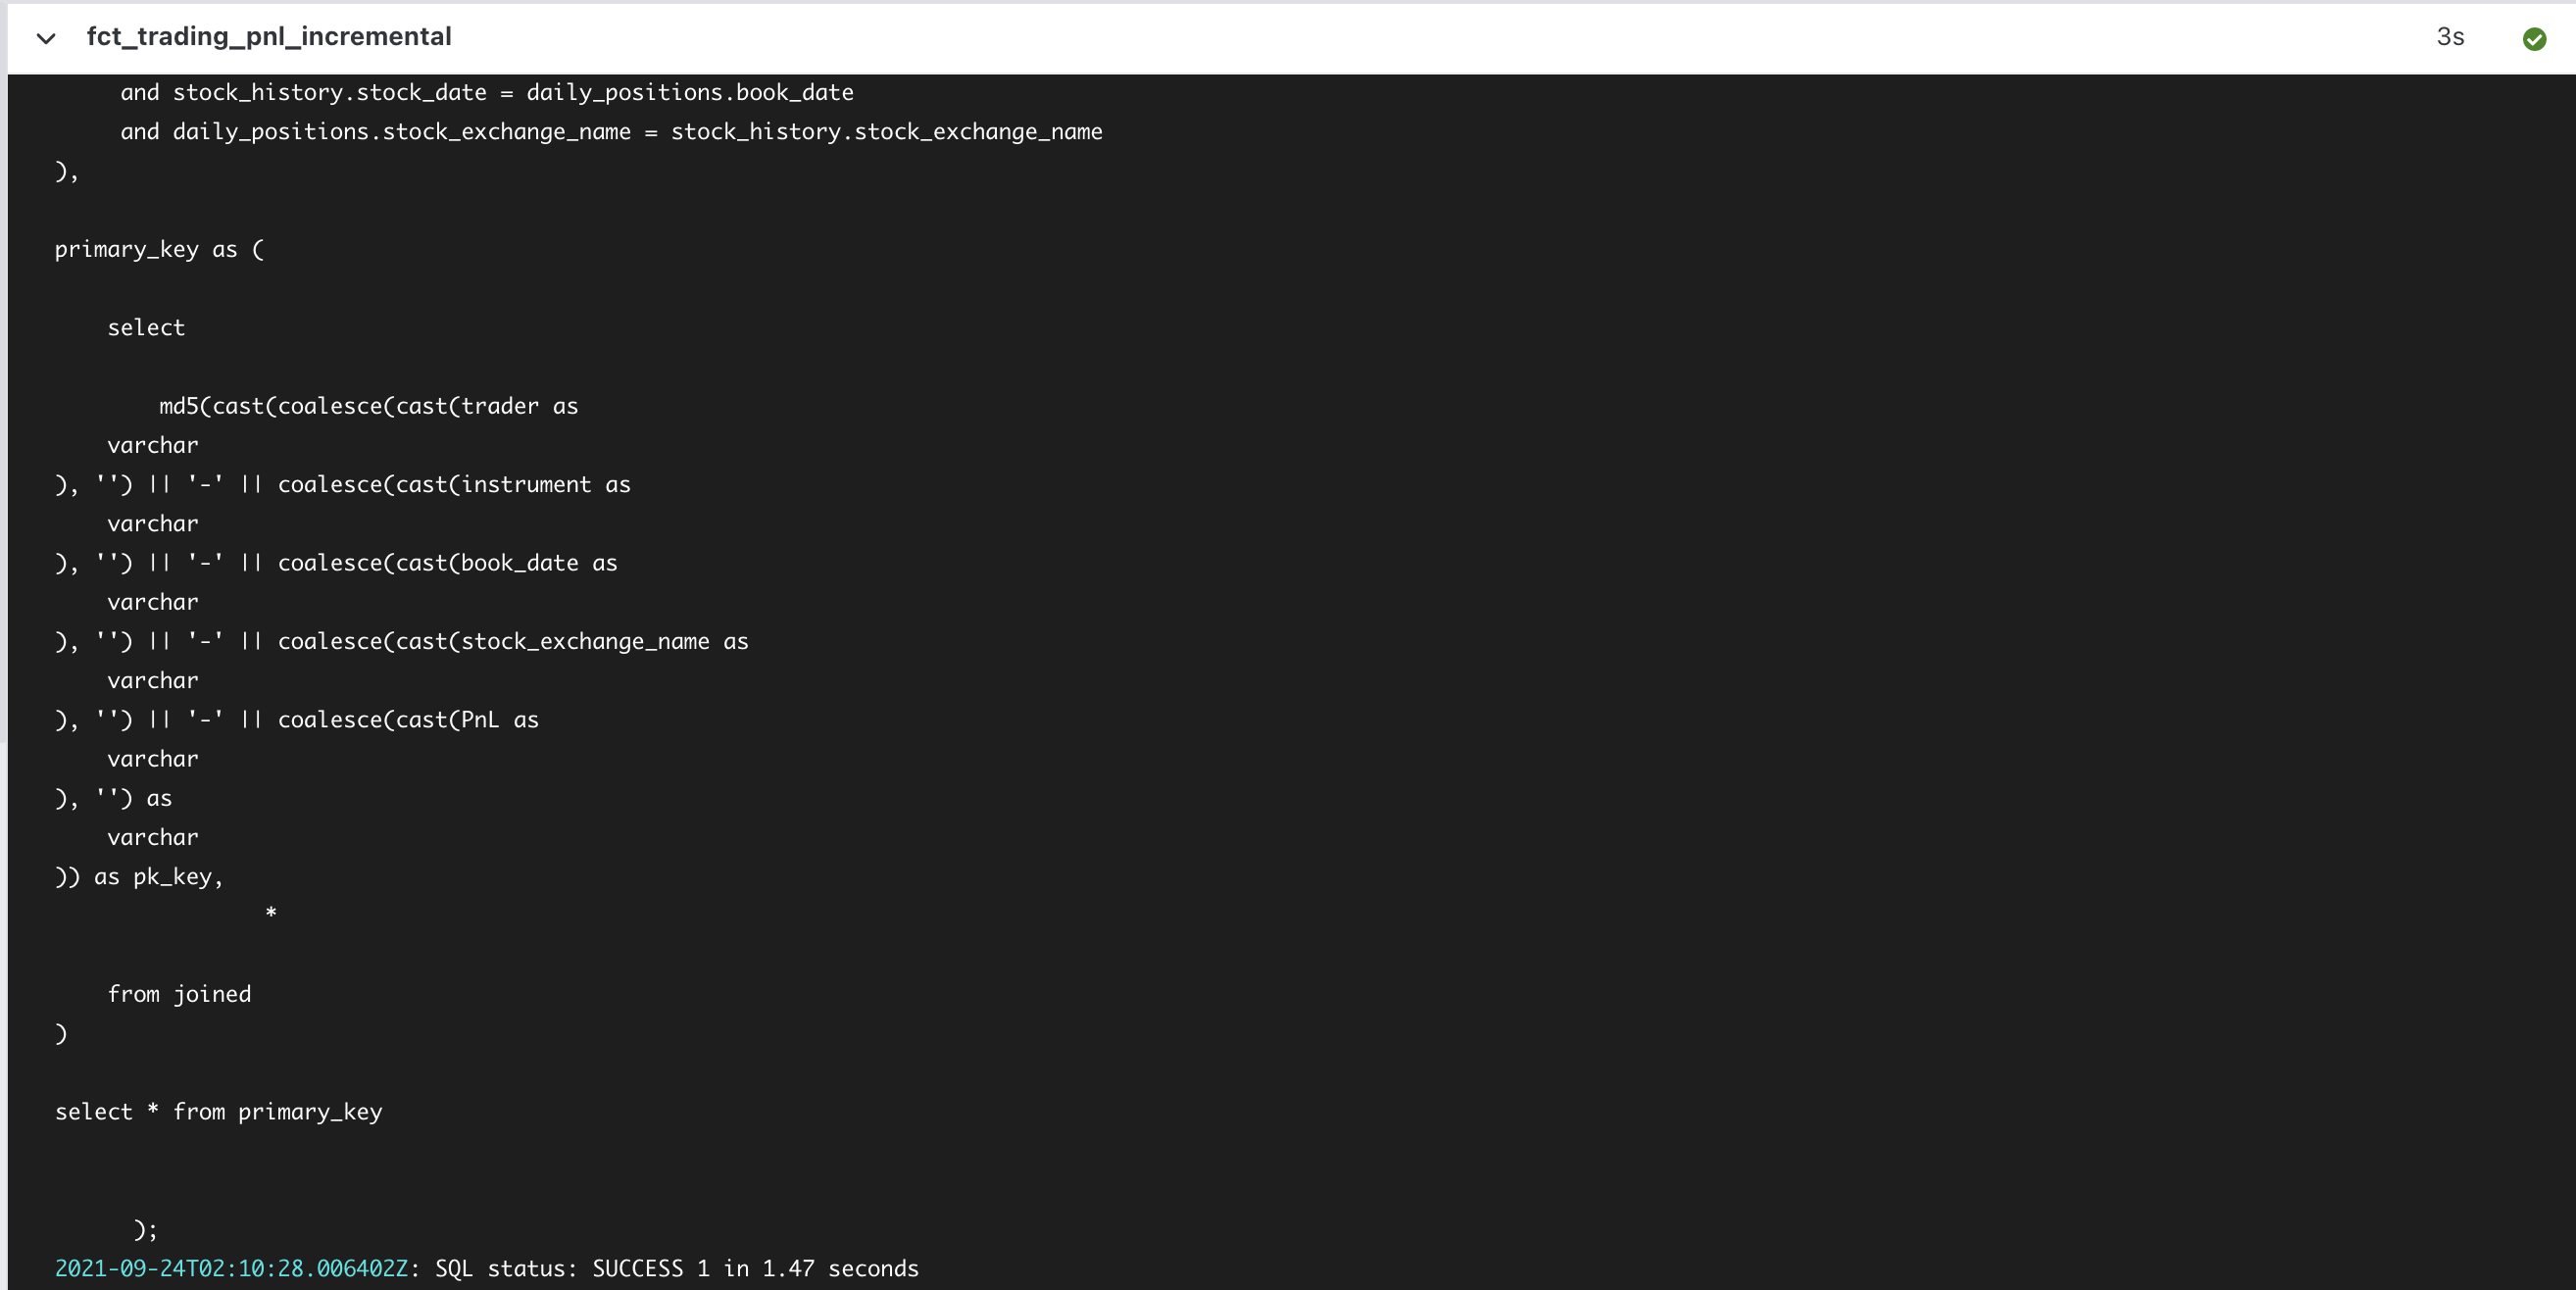 fct_trading_pnl_incremental 3s
and stock_history.stock_date = daily_positions.book_date
and daily_positions.stock_exchange_name = stock_history.stock_exchange_name
),
primary_key as (
select
md5(cast(coalesce(cast(trader as
varchar
), '') || '-' || coalesce(cast(instrument as
varchar
), '') || '-' || coalesce(cast(book_date as
varchar
), '') || '-' || coalesce(cast(stock_exchange_name as
varchar
), '') || '-' || coalesce(cast(PnL as
varchar
), '') as
varchar
)) as pk_key,
*
from joined
)
select * from primary_key
);
2021-09-24T02:10:28.006402Z: SQL status: SUCCESS 1 in 1.47 seconds